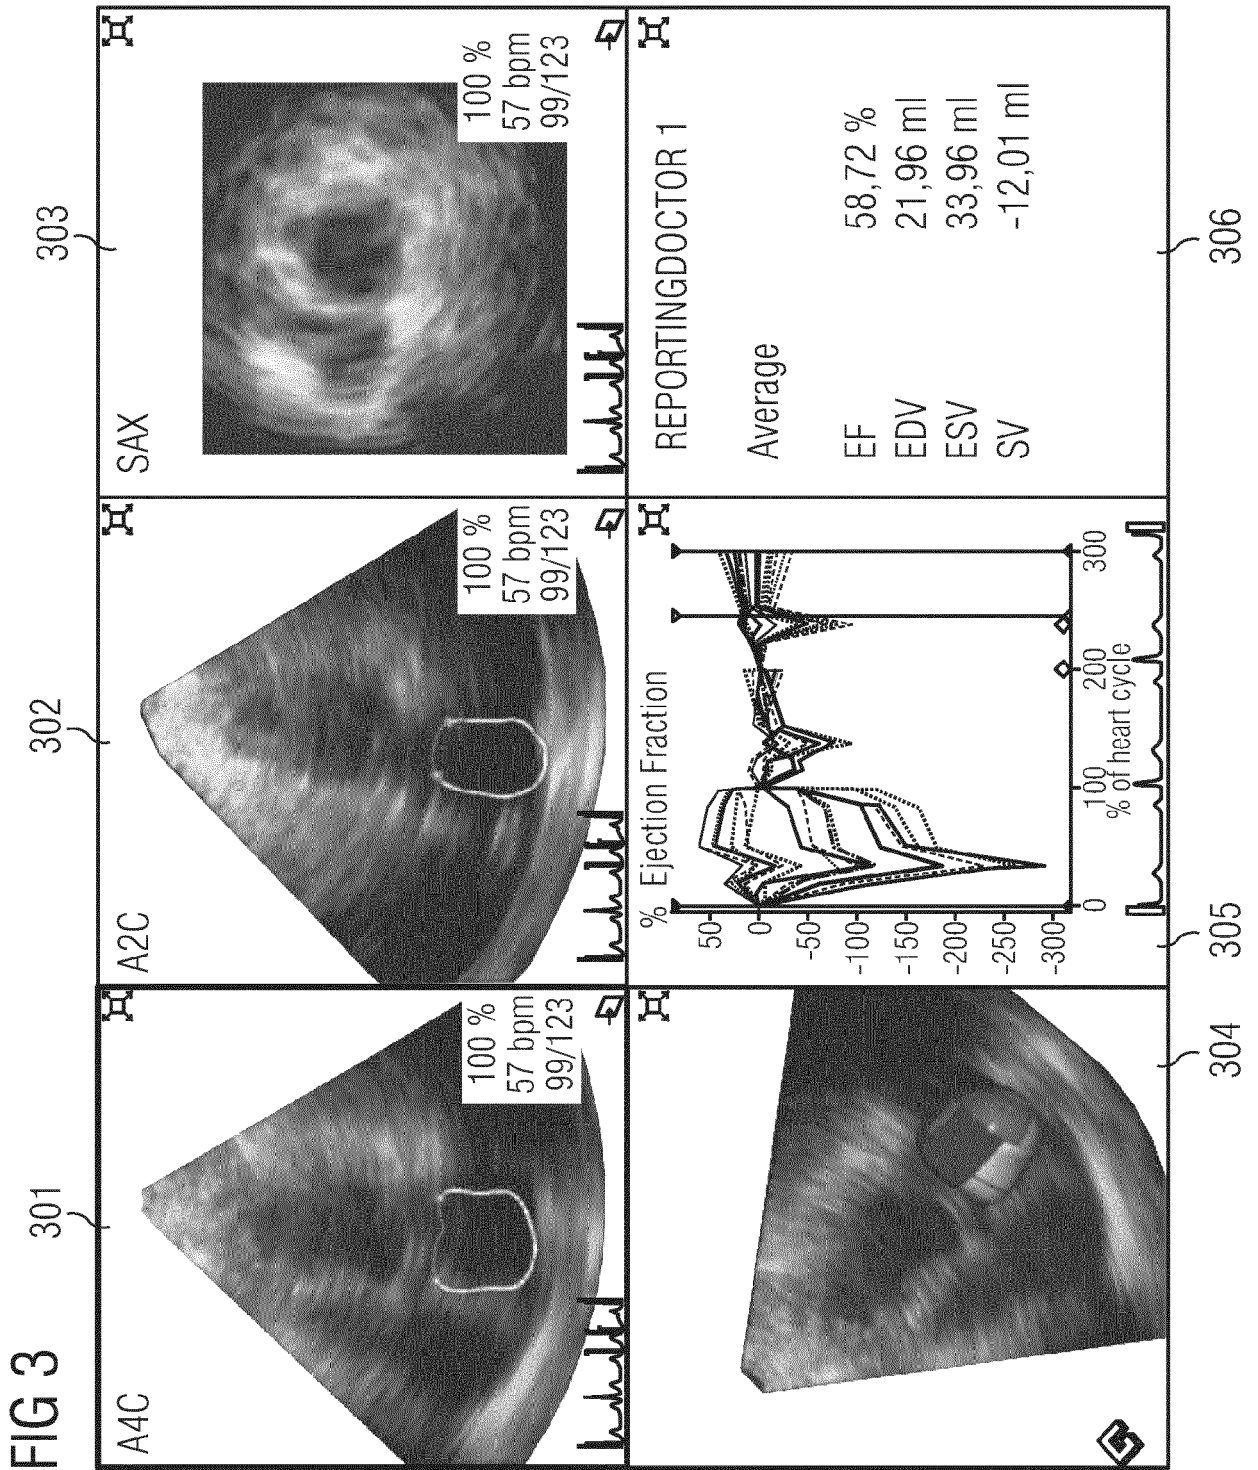 FIG 3
301
302
303
A4C
100 %
57 bpm
99/123
A2C
100 %
57 bpm
99/123
SAX
100 %
57 bpm
99/123
% Ejection Fraction
50
0
-50
-100
-150
-200
-250
-300
0
100
200
300
% of heart cycle
REPORTINGDOCTOR 1
Average
EF 58,72 %
EDV 21,96 ml
ESV 33,96 ml
SV -12,01 ml
304
305
306